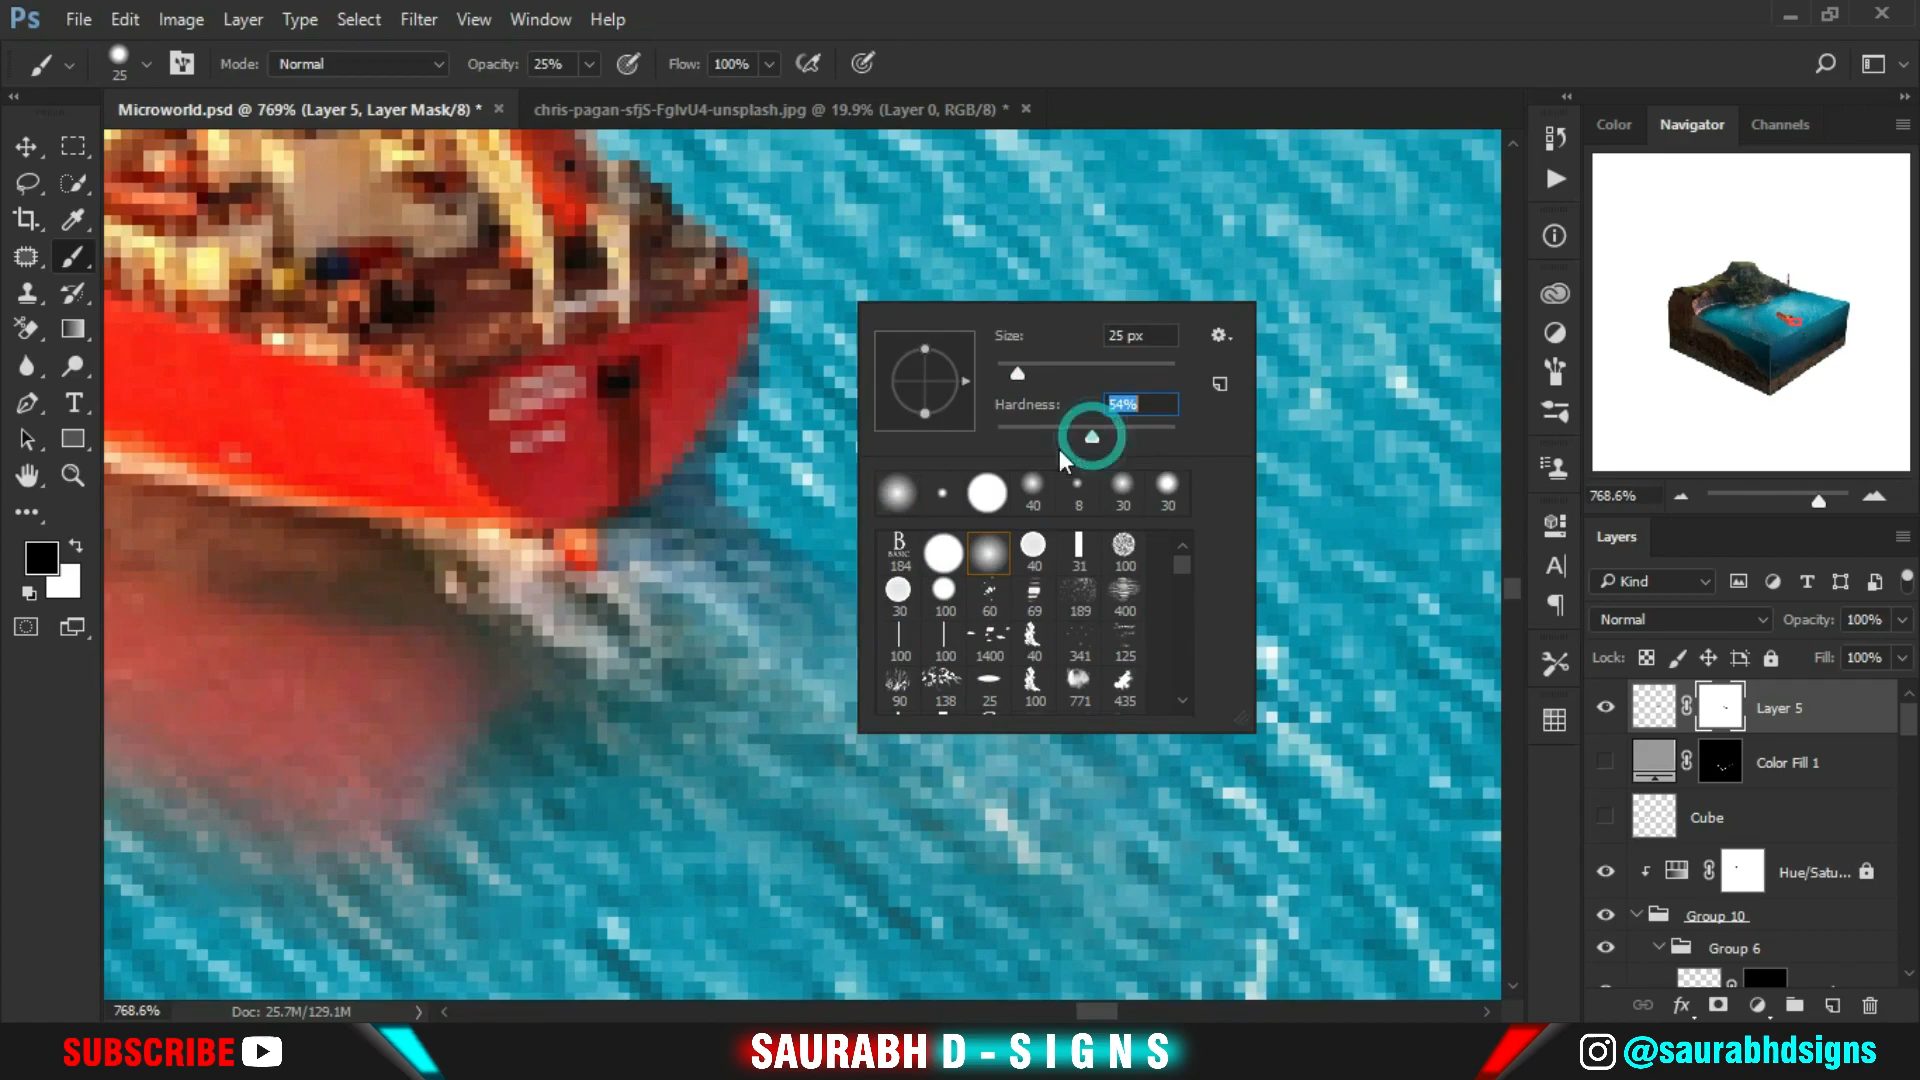 Ps File Edit Image Layer Type Select Filter View Window Help
25 Mode: Normal Opacity: 25% Flow: 100%
Microworld.psd @ 769% (Layer 5, Layer Mask/8) * chris-pagan-sfjS-FglvU4-unsplash.jpg @ 19.9% (Layer 0, RGB/8) *
Color Navigator Channels
Size: 25 px
Hardness: 54%
40 8 30 30
B
BASIC
184 40 31 100
30 100 60 69 189 400
100 100 1400 40 341 125
90 138 25 100 771 435
768.6%
Layers
Kind
Normal Opacity: 100%
Lock: Fill: 100%
Layer 5
Color Fill 1
Cube
Hue/Satu...
Group 10
Group 6
768.6% Doc: 25.7M/129.1M
SUBSCRIBE SAURABH D-SIGNS @saurabhdsigns